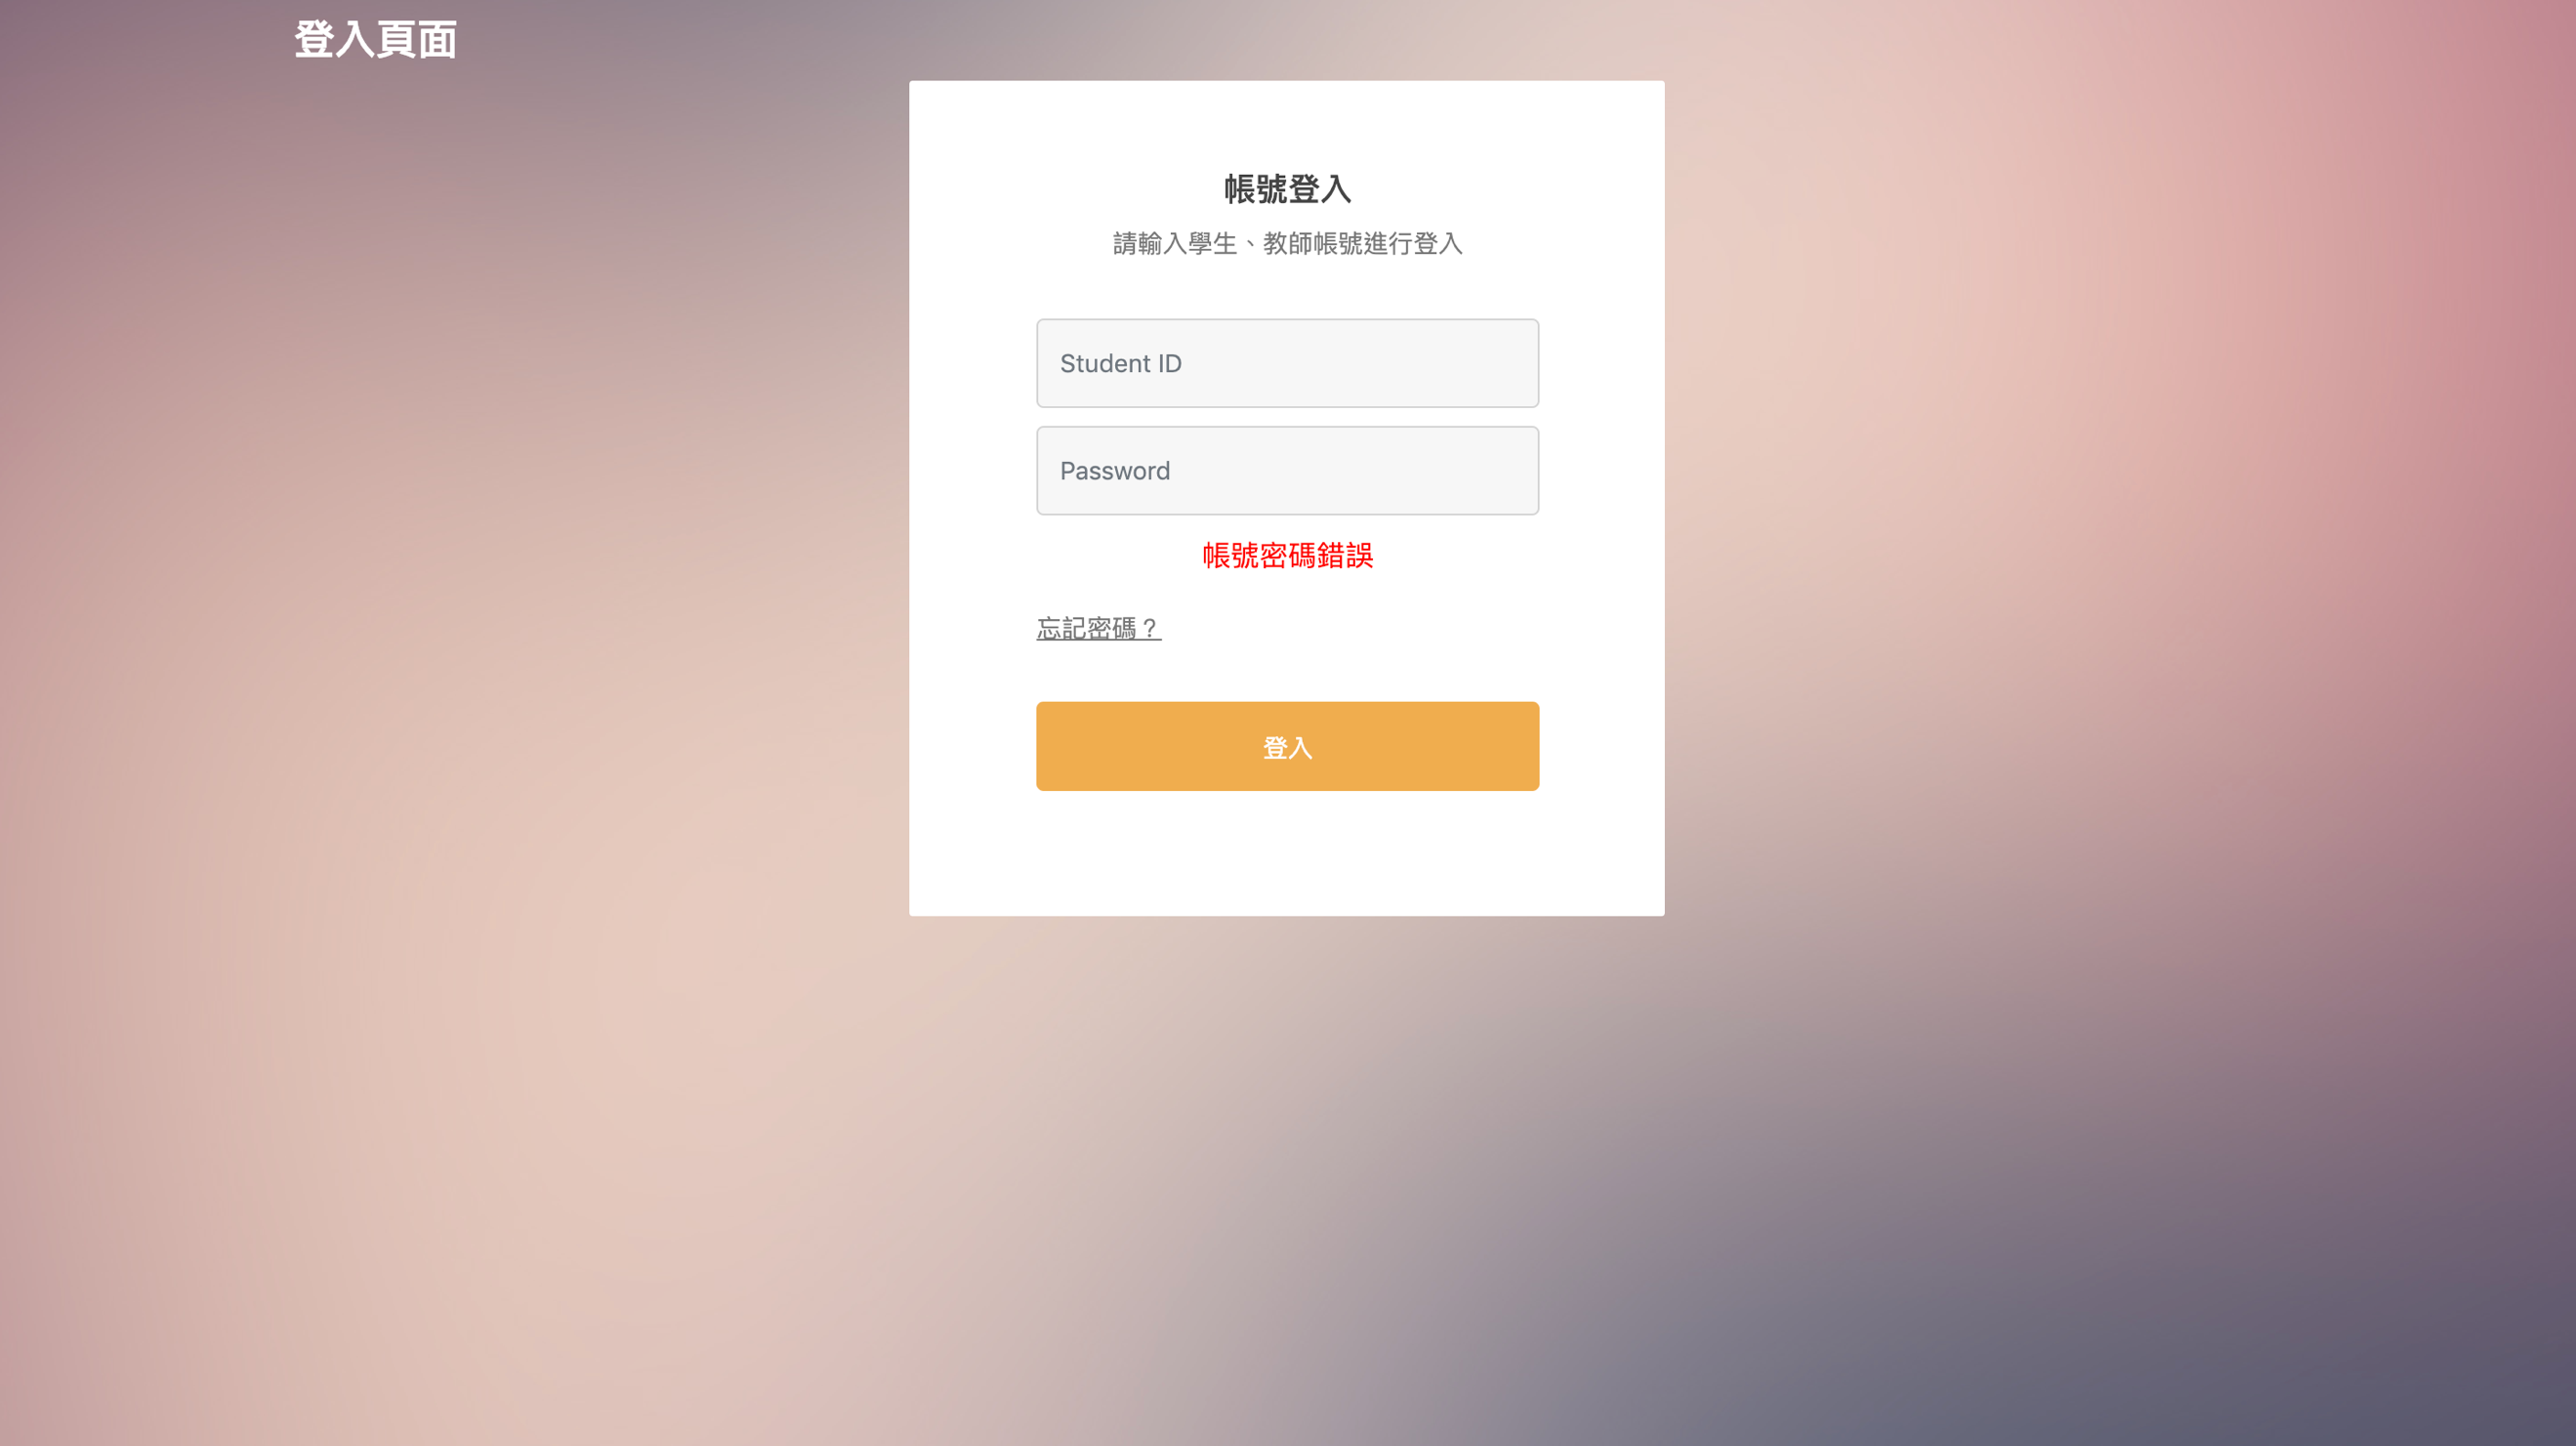 登入頁面
帳號登入
請輸入學生、教師帳號進行登入
Student ID
Password
帳號密碼錯誤
忘記密碼？
登入